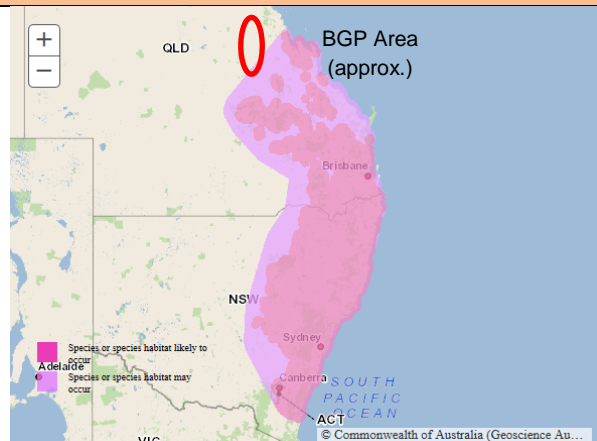 +
−
QLD
BGP Area
(approx.)
Brisbane
NSW
Sydney
Species or species habitat likely to
occur
Adelaide
Species or species habitat may
occur
Canberra
SOUTH
PACIFIC
OCEAN
ACT
VIC
© Commonwealth of Australia (Geoscience Au...